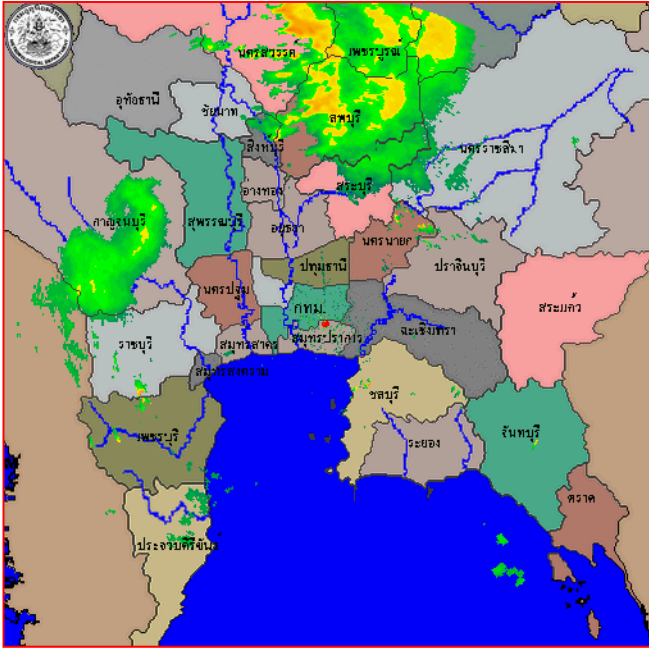 นครสวรรค์
เพชรบูรณ์
อุทัยธานี
ชัยนาท
ลพบุรี
สิงห์บุรี
นครราชสีมา
อ่างทอง
สระบุรี
กาญจนบุรี
สุพรรณบุรี
อยุธยา
นครนายก
ปทุมธานี
ปราจีนบุรี
นครปฐม
กทม.
สระแก้ว
ฉะเชิงเทรา
ราชบุรี
สมุทรสาคร
สมุทรปราการ
สมุทรสงคราม
ชลบุรี
เพชรบุรี
ระยอง
จันทบุรี
ตราด
ประจวบคีรีขันธ์